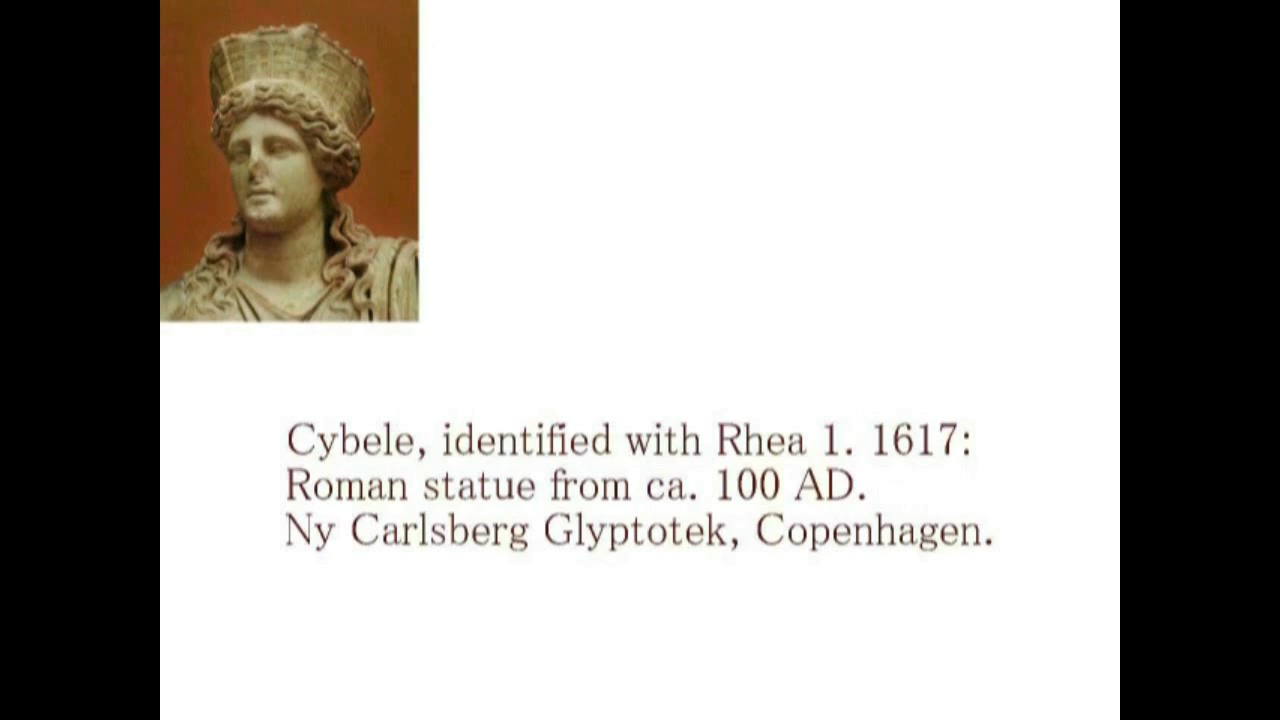 Cybele, identified with Rhea 1. 1617:
Roman statue from ca. 100 AD.
Ny Carlsberg Glyptotek, Copenhagen.